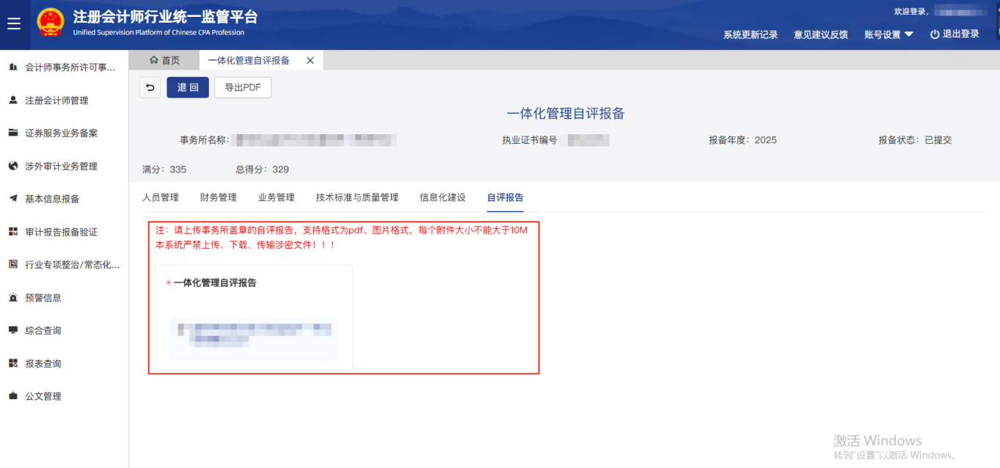 注册会计师行业统一监管平台
Unified Supervision Platform of Chinese CPA Profession
欢迎登录,
系统更新记录 意见建议反馈 账号设置 退出登录
会计师事务所许可事...
注册会计师管理
证券服务业务备案
涉外审计业务管理
基本信息报备
审计报告报备验证
行业专项整治/常态化...
预警信息
综合查询
报表查询
公文管理
首页 一体化管理自评报备
退回 导出PDF
一体化管理自评报备
事务所名称: 执业证书编号 报备年度：2025 报备状态：已提交
满分：335 总得分：329
人员管理 财务管理 业务管理 技术标准与质量管理 信息化建设 自评报告
注：请上传事务所盖章的自评报告，支持格式为pdf、图片格式，每个附件大小不能大于10M
本系统严禁上传、下载、传输涉密文件！！！
* 一体化管理自评报告
激活 Windows
转到"设置"以激活 Windows。